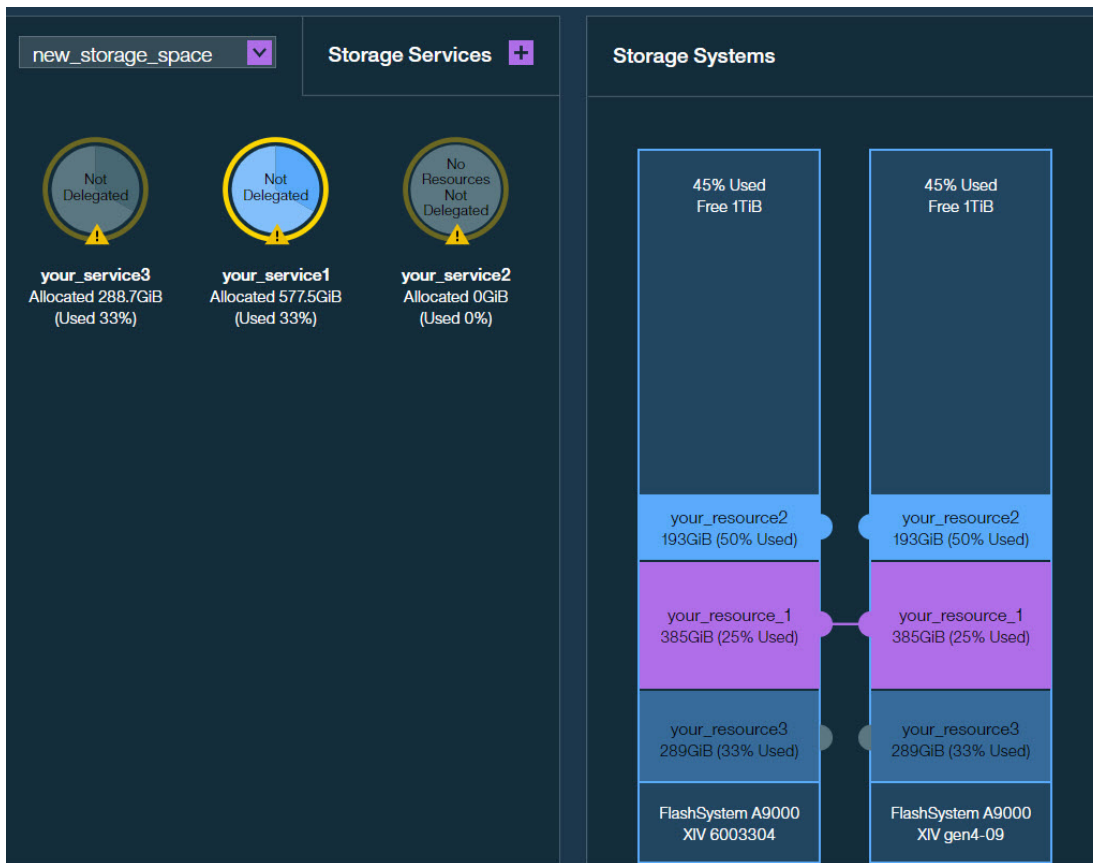 new_storage_space
Storage Services
Storage Systems
Not
Delegated
your_service3
Allocated 288.7GiB
(Used 33%)
Not
Delegated
your_service1
Allocated 577.5GiB
(Used 33%)
No
Resources
Not
Delegated
your_service2
Allocated 0GiB
(Used 0%)
45% Used
Free 1TiB
your_resource2
193GiB (50% Used)
your_resource_1
385GiB (25% Used)
your_resource3
289GiB (33% Used)
FlashSystem A9000
XIV 6003304
45% Used
Free 1TiB
your_resource2
193GiB (50% Used)
your_resource_1
385GiB (25% Used)
your_resource3
289GiB (33% Used)
FlashSystem A9000
XIV gen4-09